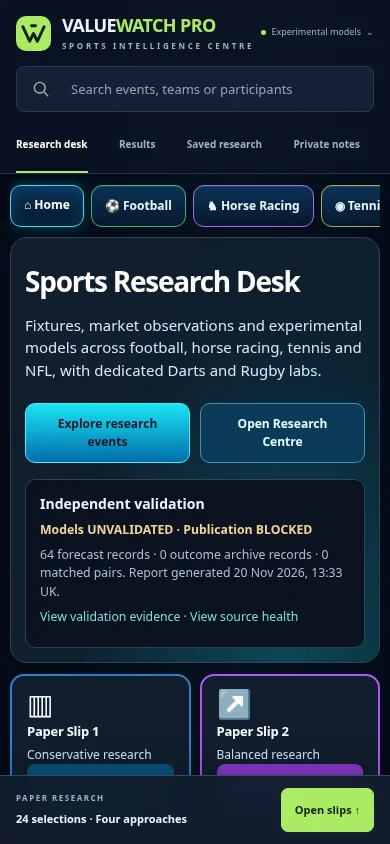 VALUEWATCH PRO
SPORTS INTELLIGENCE CENTRE
Experimental models
Search events, teams or participants
Research desk Results Saved research Private notes
Home Football Horse Racing Tenni
Sports Research Desk
Fixtures, market observations and experimental
models across football, horse racing, tennis and
NFL, with dedicated Darts and Rugby labs.
Explore research
events
Open Research
Centre
Independent validation
Models UNVALIDATED · Publication BLOCKED
64 forecast records · 0 outcome archive records · 0
matched pairs. Report generated 20 Nov 2026, 13:33
UK.
View validation evidence · View source health
Paper Slip 1
Conservative research
Paper Slip 2
Balanced research
PAPER RESEARCH
24 selections · Four approaches
Open slips ↑